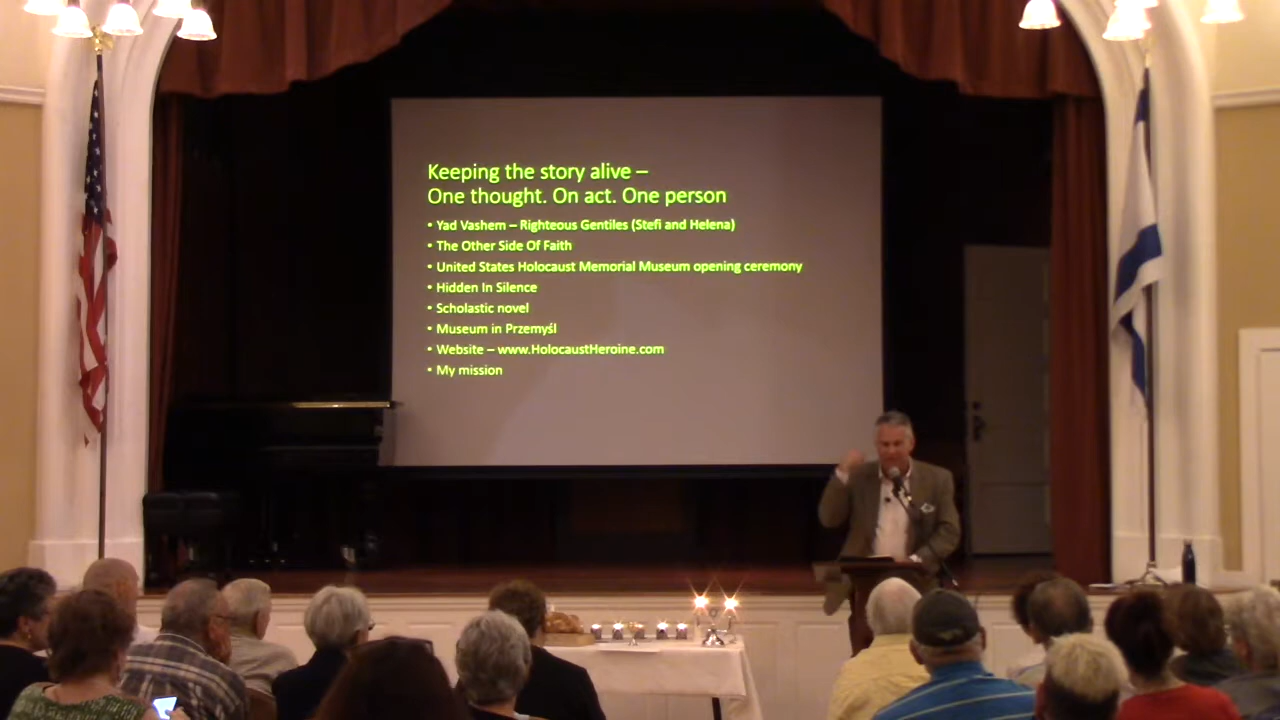 Keeping the story alive –
One thought. On act. One person
• Yad Vashem – Righteous Gentiles (Stefi and Helena)
• The Other Side Of Faith
• United States Holocaust Memorial Museum opening ceremony
• Hidden In Silence
• Scholastic novel
• Museum in Przemyśl
• Website – www.HolocaustHeroine.com
• My mission